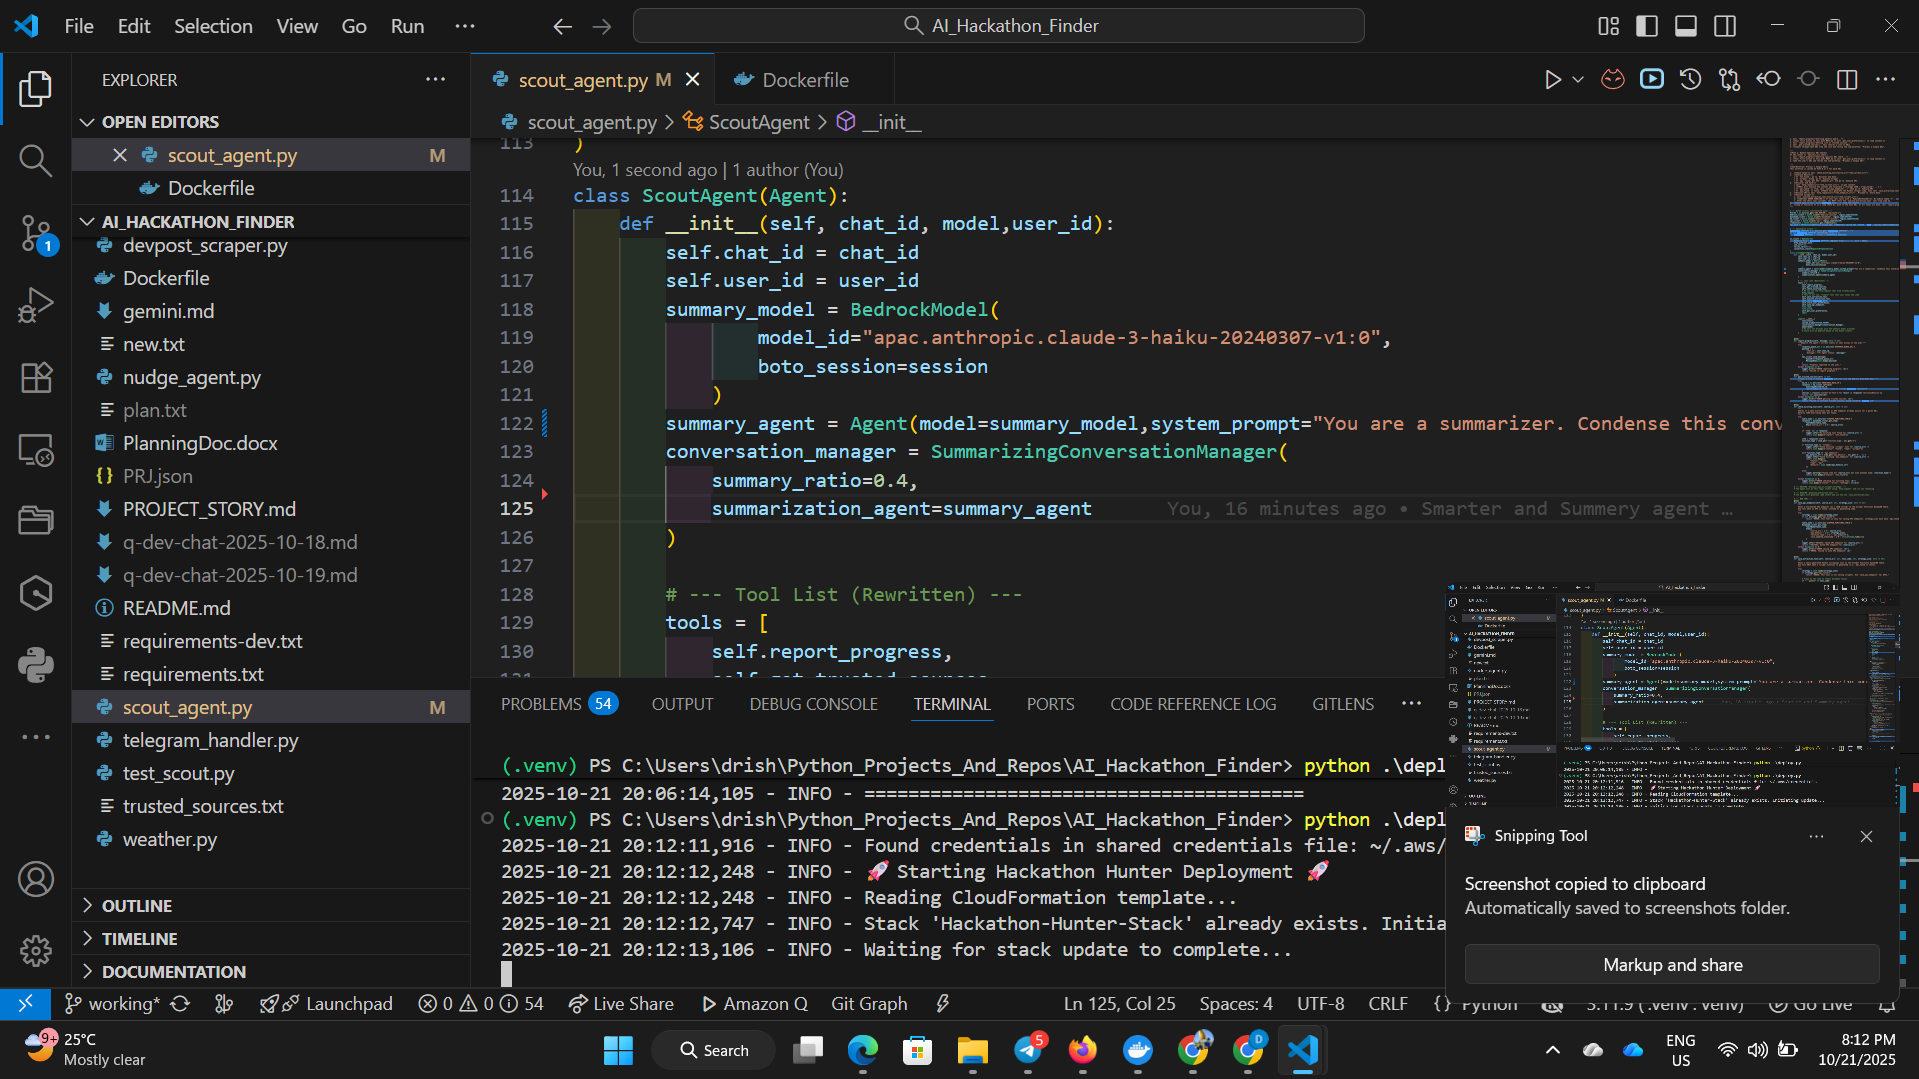 File Edit Selection View Go Run ...
AI_Hackathon_Finder
EXPLORER
OPEN EDITORS
scout_agent.py M
Dockerfile
AI_HACKATHON_FINDER
devpost_scraper.py
Dockerfile
gemini.md
new.txt
nudge_agent.py
plan.txt
PlanningDoc.docx
{} PRJ.json
PROJECT_STORY.md
q-dev-chat-2025-10-18.md
q-dev-chat-2025-10-19.md
README.md
requirements-dev.txt
requirements.txt
scout_agent.py M
telegram_handler.py
test_scout.py
trusted_sources.txt
weather.py
OUTLINE
TIMELINE
DOCUMENTATION
1
scout_agent.py M
Dockerfile
scout_agent.py > ScoutAgent > __init__
113 )
You, 1 second ago | 1 author (You)
114 class ScoutAgent(Agent):
115 def __init__(self, chat_id, model,user_id):
116 self.chat_id = chat_id
117 self.user_id = user_id
118 summary_model = BedrockModel(
119 model_id="apac.anthropic.claude-3-haiku-20240307-v1:0",
120 boto_session=session
121 )
122 summary_agent = Agent(model=summary_model,system_prompt="You are a summarizer. Condense this conv
123 conversation_manager = SummarizingConversationManager(
124 summary_ratio=0.4,
125 summarization_agent=summary_agent You, 16 minutes ago • Smarter and Summery agent …
126 )
127
128 # --- Tool List (Rewritten) ---
129 tools = [
130 self.report_progress,
PROBLEMS 54 OUTPUT DEBUG CONSOLE TERMINAL PORTS CODE REFERENCE LOG GITLENS ...
(.venv) PS C:\Users\drish\Python_Projects_And_Repos\AI_Hackathon_Finder> python .\depl
2025-10-21 20:06:14,105 - INFO - ======================================
(.venv) PS C:\Users\drish\Python_Projects_And_Repos\AI_Hackathon_Finder> python .\depl
2025-10-21 20:12:11,916 - INFO - Found credentials in shared credentials file: ~/.aws/
2025-10-21 20:12:12,248 - INFO - 🚀 Starting Hackathon Hunter Deployment 🚀
2025-10-21 20:12:12,248 - INFO - Reading CloudFormation template...
2025-10-21 20:12:12,747 - INFO - Stack 'Hackathon-Hunter-Stack' already exists. Initia
2025-10-21 20:12:13,106 - INFO - Waiting for stack update to complete...
Snipping Tool
Screenshot copied to clipboard
Automatically saved to screenshots folder.
Markup and share
working* Launchpad 0 0 54 Live Share Amazon Q Git Graph Ln 125, Col 25 Spaces: 4 UTF-8 CRLF {} Python 3.11.9 (.venv: venv) Go Live
9+
25°C
Mostly clear
Search
5
D
ENG
US
8:12 PM
10/21/2025